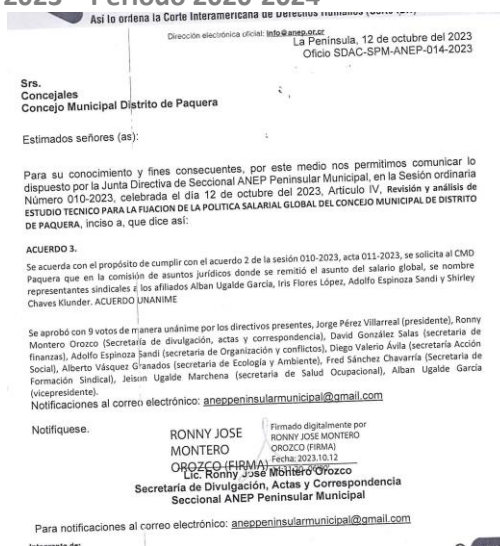 2023 – Periodo 2020-2024
Así lo ordena la Corte Interamericana de Derechos Humanos
Dirección electrónica oficial: info@anep.or.cr
La Península, 12 de octubre del 2023
Oficio SDAC-SPM-ANEP-014-2023
Srs.
Concejales
Concejo Municipal Distrito de Paquera
Estimados señores (as):
Para su conocimiento y fines consecuentes, por este medio nos permitimos comunicar lo
dispuesto por la Junta Directiva de Seccional ANEP Peninsular Municipal, en la Sesión ordinaria
Número 010-2023, celebrada el día 12 de octubre del 2023, Artículo IV, Revisión y análisis de
ESTUDIO TECNICO PARA LA FIJACION DE LA POLITICA SALARIAL GLOBAL DEL CONCEJO MUNICIPAL DE DISTRITO
DE PAQUERA, inciso a, que dice así:
ACUERDO 3.
Se acuerda con el propósito de cumplir con el acuerdo 2 de la sesión 010-2023, acta 011-2023, se solicita al CMD
Paquera que en la comisión de asuntos jurídicos donde se remitió el asunto del salario global, se nombre
representantes sindicales a los afiliados Alban Ugalde García, Iris Flores López, Adolfo Espinoza Sandi y Shirley
Chaves Klunder. ACUERDO UNANIME
Se aprobó con 9 votos de manera unánime por los directivos presentes, Jorge Pérez Villarreal (presidente), Ronny
Montero Orozco (Secretaría de divulgación, actas y correspondencia), David González Salas (secretaria de
finanzas), Adolfo Espinoza Sandi (secretaria de Organización y conflictos), Diego Valerio Ávila (secretaría Acción
Social), Alberto Vásquez Granados (secretaria de Ecología y Ambiente), Fred Sánchez Chavarría (Secretaria de
Formación Sindical), Jeisun Ugalde Marchena (secretaria de Salud Ocupacional), Alban Ugalde García
(vicepresidente).
Notificaciones al correo electrónico: aneppeninsularmunicipal@gmail.com
Notifíquese.
RONNY JOSE
MONTERO
OROZCO (FIRMA)
Firmado digitalmente por
RONNY JOSE MONTERO
OROZCO (FIRMA)
Fecha: 2023.10.12
Lic. Ronny José Montero Orozco
Secretaría de Divulgación, Actas y Correspondencia
Seccional ANEP Peninsular Municipal
Para notificaciones al correo electrónico: aneppeninsularmunicipal@gmail.com